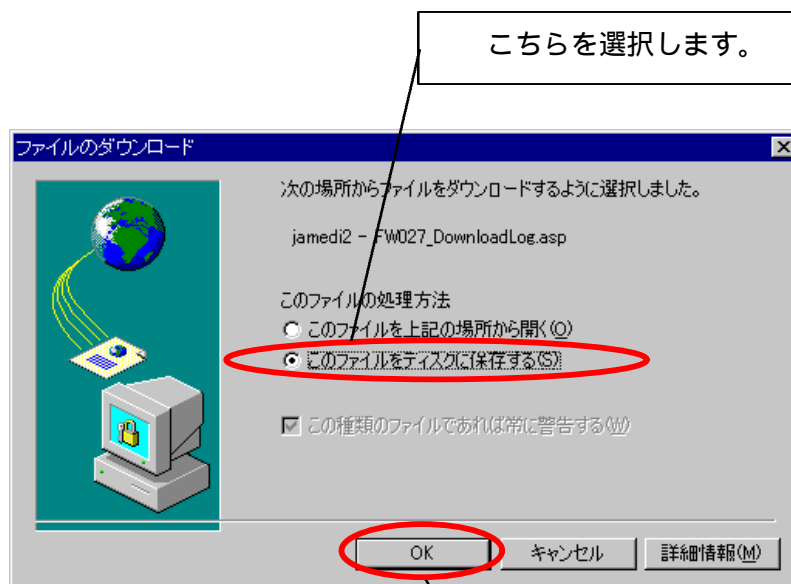 こちらを選択します。
ファイルのダウンロード
次の場所からファイルをダウンロードするように選択しました。
jamedi2 - FW027_DownloadLog.asp
このファイルの処理方法
このファイルを上記の場所から開く(O)
このファイルをディスクに保存する(S)
この種類のファイルであれば常に警告する(W)
OK キャンセル 詳細情報(M)